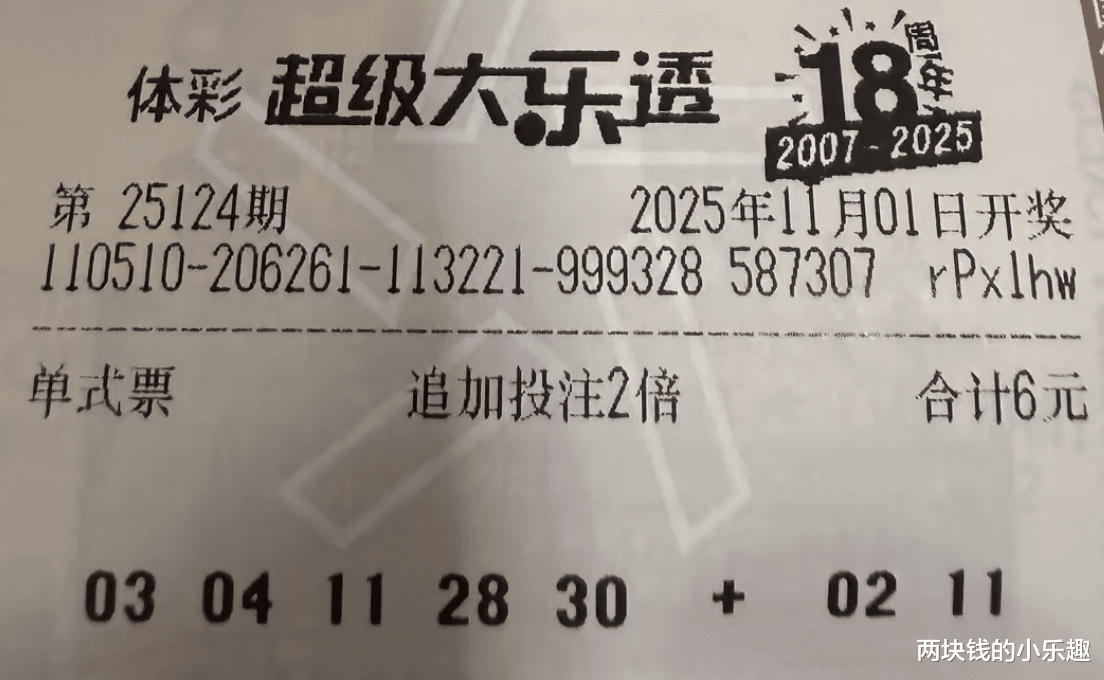 体彩 超级大乐透 18周年
2007-2025
第 25124期 2025年11月01日开奖
110510-206261-113221-999328 587307 rPxlhw
单式票 追加投注2倍 合计6元
03 04 11 28 30 + 02 11
两块钱的小乐趣